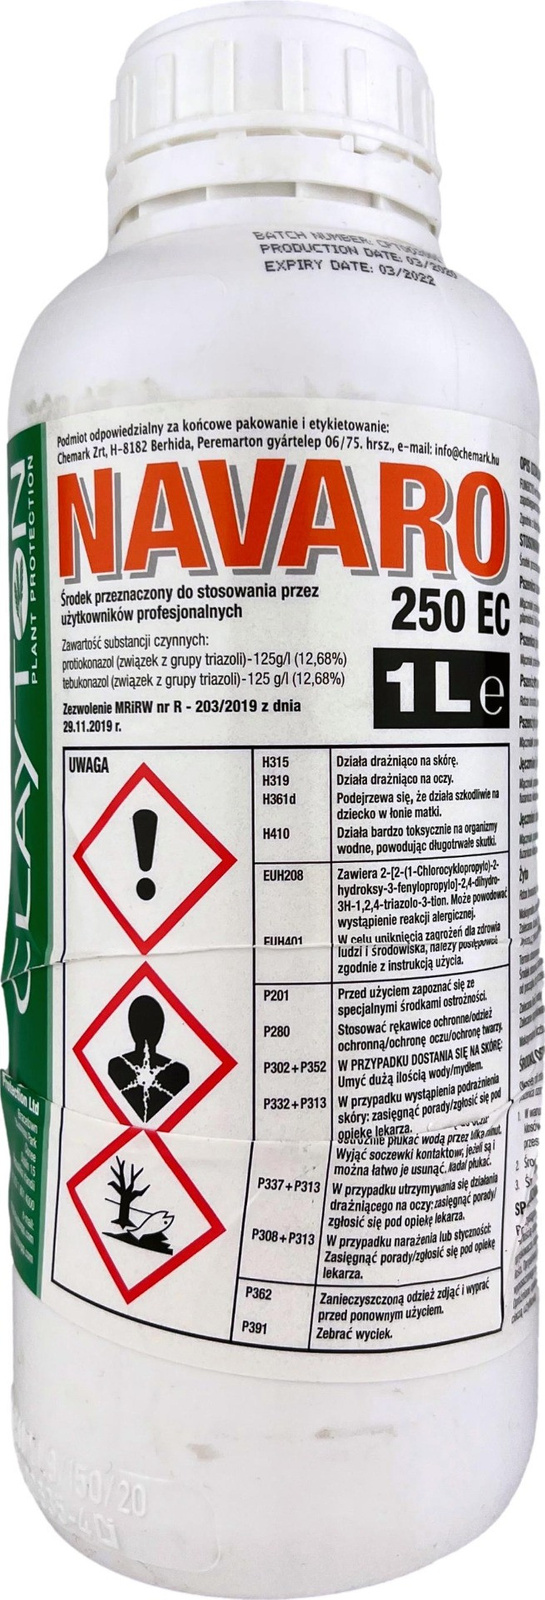 BATCH NUMBER:
PRODUCTION DATE: 03/2020
EXPIRY DATE: 03/2022
Podmiot odpowiedzialny za końcowe pakowanie i etykietowanie:
Chemark Zrt, H-8182 Berhida, Peremarton gyártelep 06/75. hrsz., e-mail: info@chemark.hu
CLAYTON
PLANT PROTECTION
NAVARO
250 EC
Środek przeznaczony do stosowania przez
użytkowników profesjonalnych
Zawartość substancji czynnych:
protiokonazol (związek z grupy triazoli)-125g/l (12,68%)
tebukonazol (związek z grupy triazoli)-125 g/l (12,68%)
1L e
Zezwolenie MRiRW nr R - 203/2019 z dnia
29.11.2019 r.
UWAGA
H315 Działa drażniąco na skórę.
H319 Działa drażniąco na oczy.
H361d Podejrzewa się, że działa szkodliwie na
dziecko w łonie matki.
H410 Działa bardzo toksycznie na organizmy
wodne, powodując długotrwałe skutki.
EUH208 Zawiera 2-[2-(1-Chlorocyklopropylo)-2-
hydroksy-3-fenylopropylo]-2,4-dihydro-
3H-1,2,4-triazolo-3-tion. Może powodować
wystąpienie reakcji alergicznej.
EUH401 W celu uniknięcia zagrożeń dla zdrowia
ludzi i środowiska, należy postępować
zgodnie z instrukcją użycia.
P201 Przed użyciem zapoznać się ze
specjalnymi środkami ostrożności.
P280 Stosować rękawice ochronne/odzież
ochronną/ochronę oczu/ochronę twarzy.
P302+P352 W PRZYPADKU DOSTANIA SIĘ NA SKÓRĘ:
Umyć dużą ilością wody/mydłem.
P332+P313 W przypadku wystąpienia podrażnienia
skóry: zasięgnąć porady/zgłosić się pod
opiekę lekarza.
płukać wodą przez kilka minut.
Wyjąć soczewki kontaktowe, jeżeli są i
można łatwo je usunąć. Nadal płukać.
P337+P313 W przypadku utrzymywania się działania
drażniącego na oczy: zasięgnąć porady/
zgłosić się pod opiekę lekarza.
P308+P313 W przypadku narażenia lub styczności:
Zasięgnąć porady/zgłosić się pod opiekę
lekarza.
P362 Zanieczyszczoną odzież zdjąć i wyprać
przed ponownym użyciem.
P391 Zebrać wyciek.
Protection Ltd